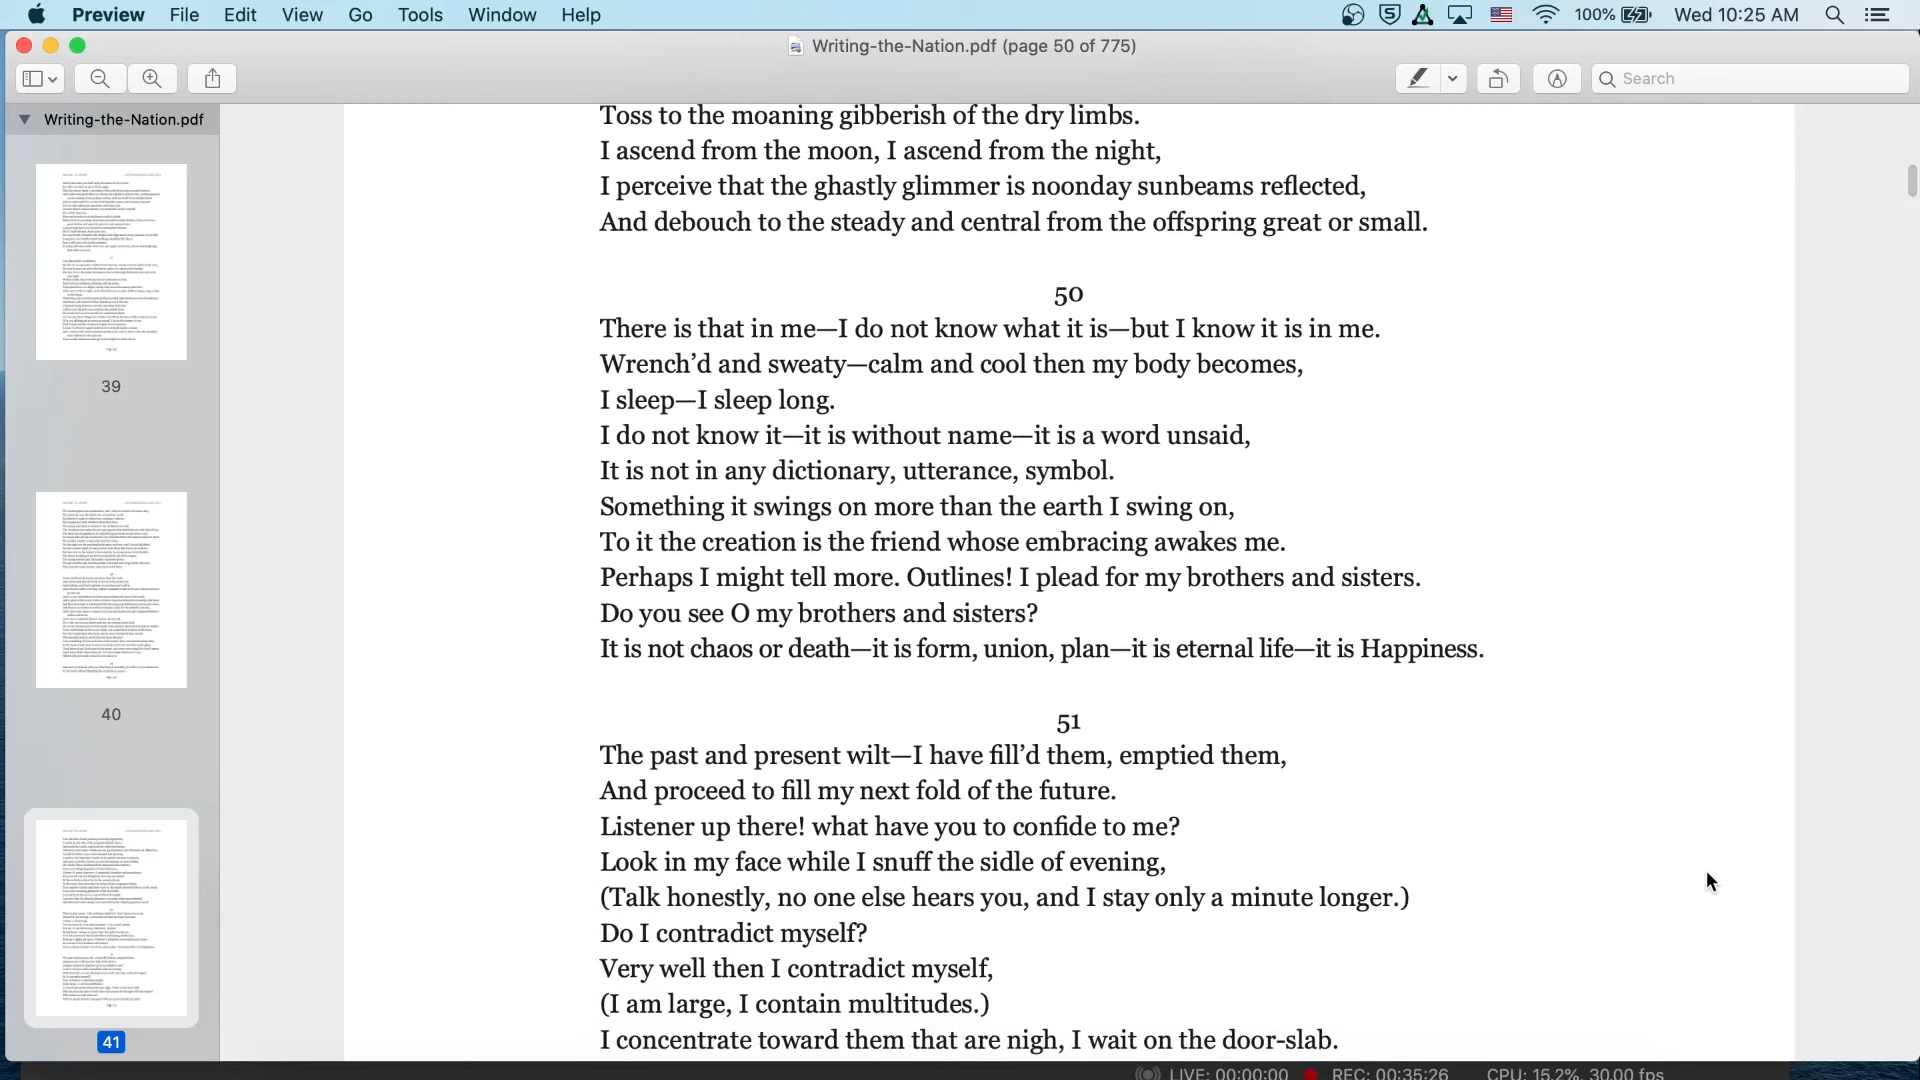 Preview File Edit View Go Tools Window Help 100% Wed 10:25 AM
Writing-the-Nation.pdf (page 50 of 775)
Search
Writing-the-Nation.pdf
39
40
41
Toss to the moaning gibberish of the dry limbs.
I ascend from the moon, I ascend from the night,
I perceive that the ghastly glimmer is noonday sunbeams reflected,
And debouch to the steady and central from the offspring great or small.
50
There is that in me—I do not know what it is—but I know it is in me.
Wrench’d and sweaty—calm and cool then my body becomes,
I sleep—I sleep long.
I do not know it—it is without name—it is a word unsaid,
It is not in any dictionary, utterance, symbol.
Something it swings on more than the earth I swing on,
To it the creation is the friend whose embracing awakes me.
Perhaps I might tell more. Outlines! I plead for my brothers and sisters.
Do you see O my brothers and sisters?
It is not chaos or death—it is form, union, plan—it is eternal life—it is Happiness.
51
The past and present wilt—I have fill’d them, emptied them,
And proceed to fill my next fold of the future.
Listener up there! what have you to confide to me?
Look in my face while I snuff the sidle of evening,
(Talk honestly, no one else hears you, and I stay only a minute longer.)
Do I contradict myself?
Very well then I contradict myself,
(I am large, I contain multitudes.)
I concentrate toward them that are nigh, I wait on the door-slab.
LIVE: 00:00:00 REC: 00:35:26 CPU: 15.2%, 30.00 fps